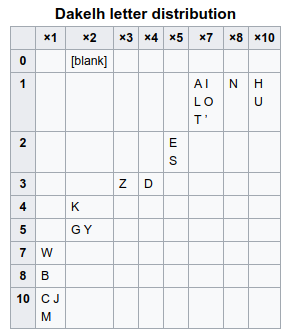 Dakelh letter distribution
×1 ×2 ×3 ×4 ×5 ×7 ×8 ×10
0 [blank]
1 A I L O T ' N H U
2 E S
3 Z D
4 K
5 G Y
7 W
8 B
10 C J M